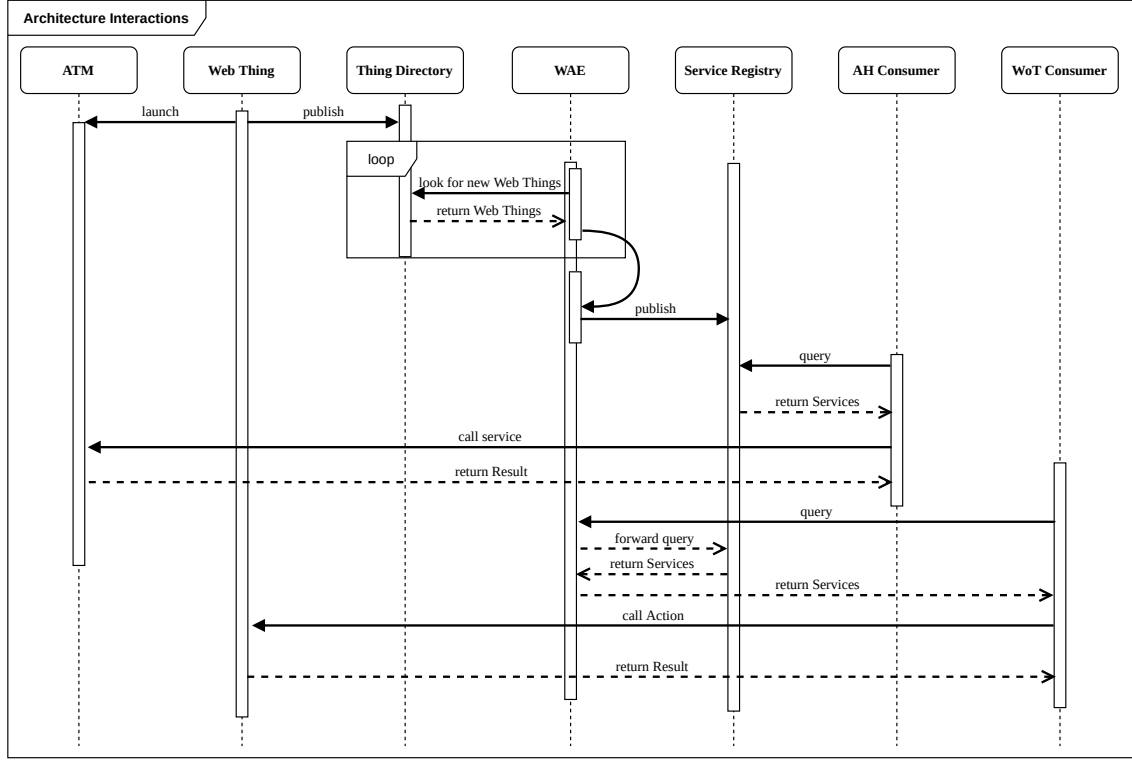 Architecture Interactions
ATM
Web Thing
Thing Directory
WAE
Service Registry
AH Consumer
WoT Consumer
launch
publish
loop
look for new Web Things
return Web Things
publish
query
return Services
call service
return Result
query
forward query
return Services
return Services
call Action
return Result